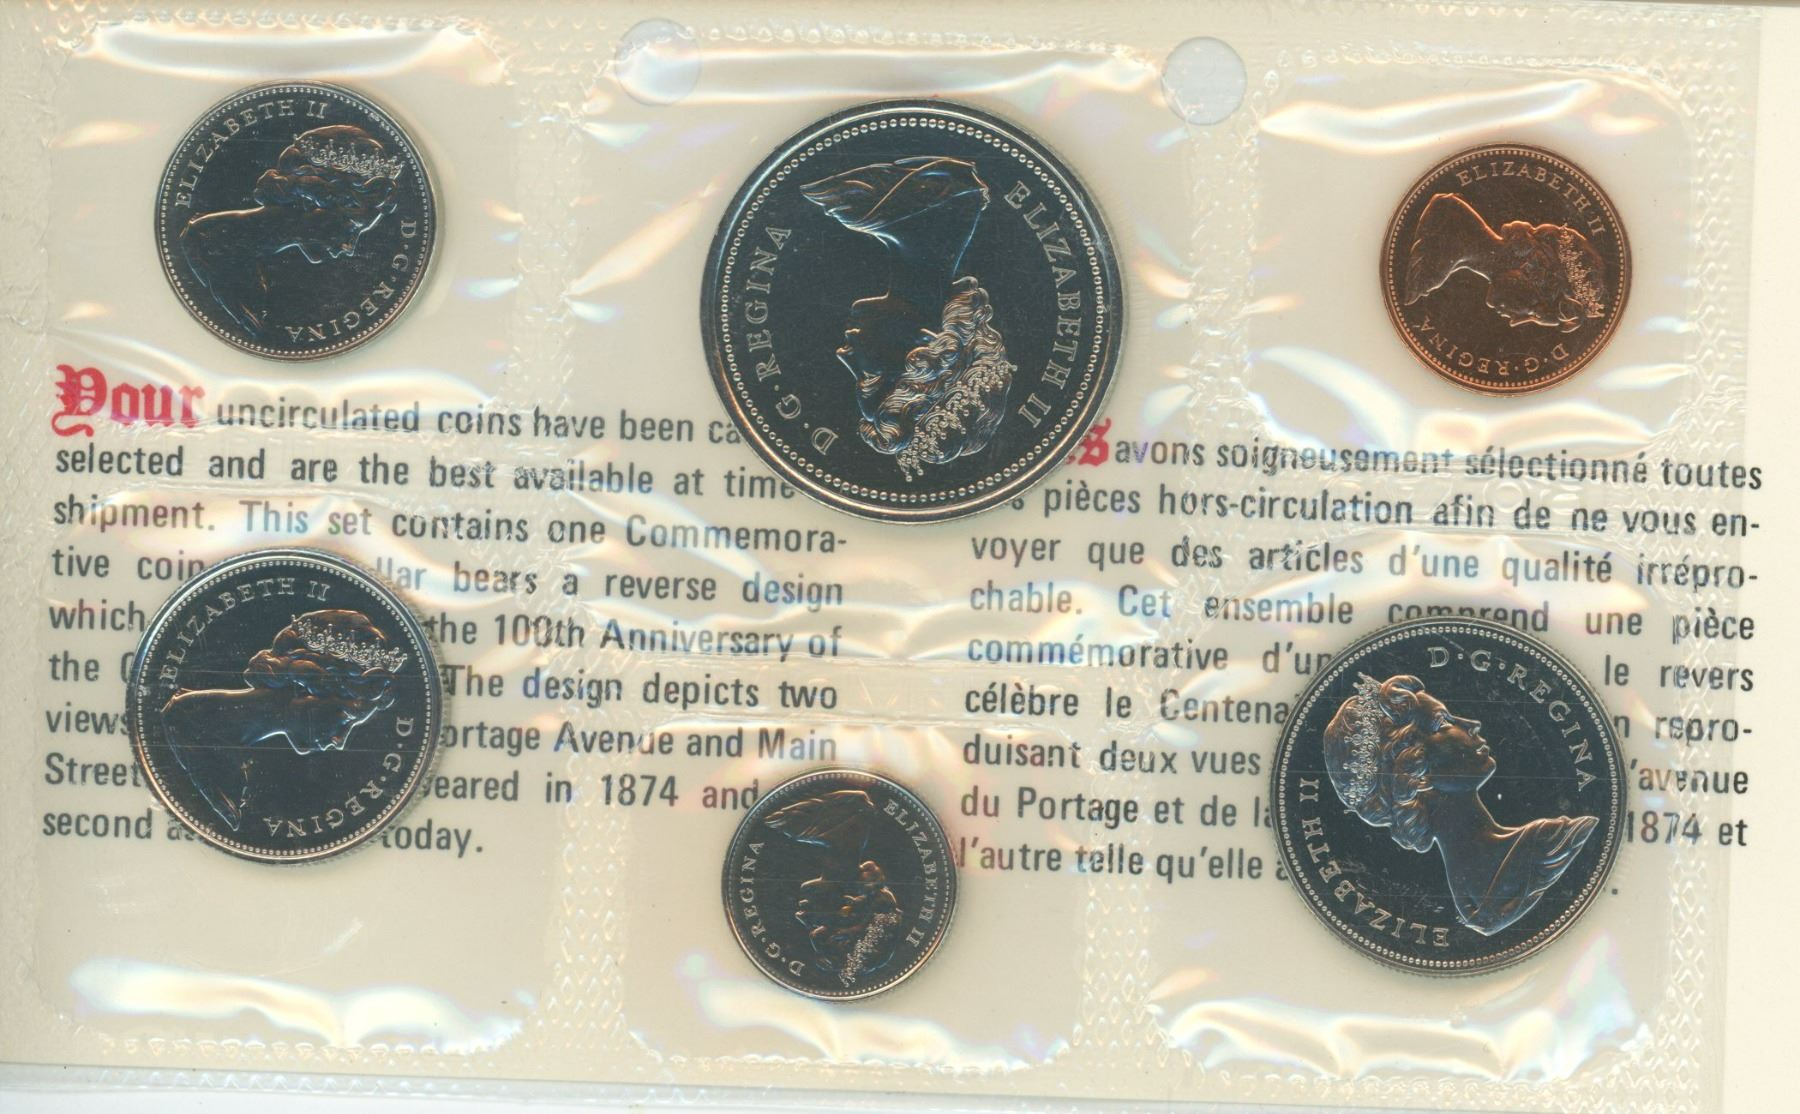 ELIZABETH II D·G·REGINA
ELIZABETH II D·G·REGINA
ELIZABETH II D·G·REGINA
Your uncirculated coins have been ca
selected and are the best available at time
shipment. This set contains one Commemora-
tive coin llar bears a reverse design
which the 100th Anniversary of
the The design depicts two
views ortage Avenue and Main
Street eared in 1874 and
second a today.
s avons soigneusement sélectionné toutes
pièces hors-circulation afin de ne vous en-
voyer que des articles d'une qualité irrépro-
chable. Cet ensemble comprend une pièce
commémorative d'un le revers
célèbre le Centena n repro-
duisant deux vues 'avenue
du Portage et de la 1874 et
l'autre telle qu'elle a .
ELIZABETH II D·G·REGINA
ELIZABETH II D·G·REGINA
ELIZABETH II D·G·REGINA